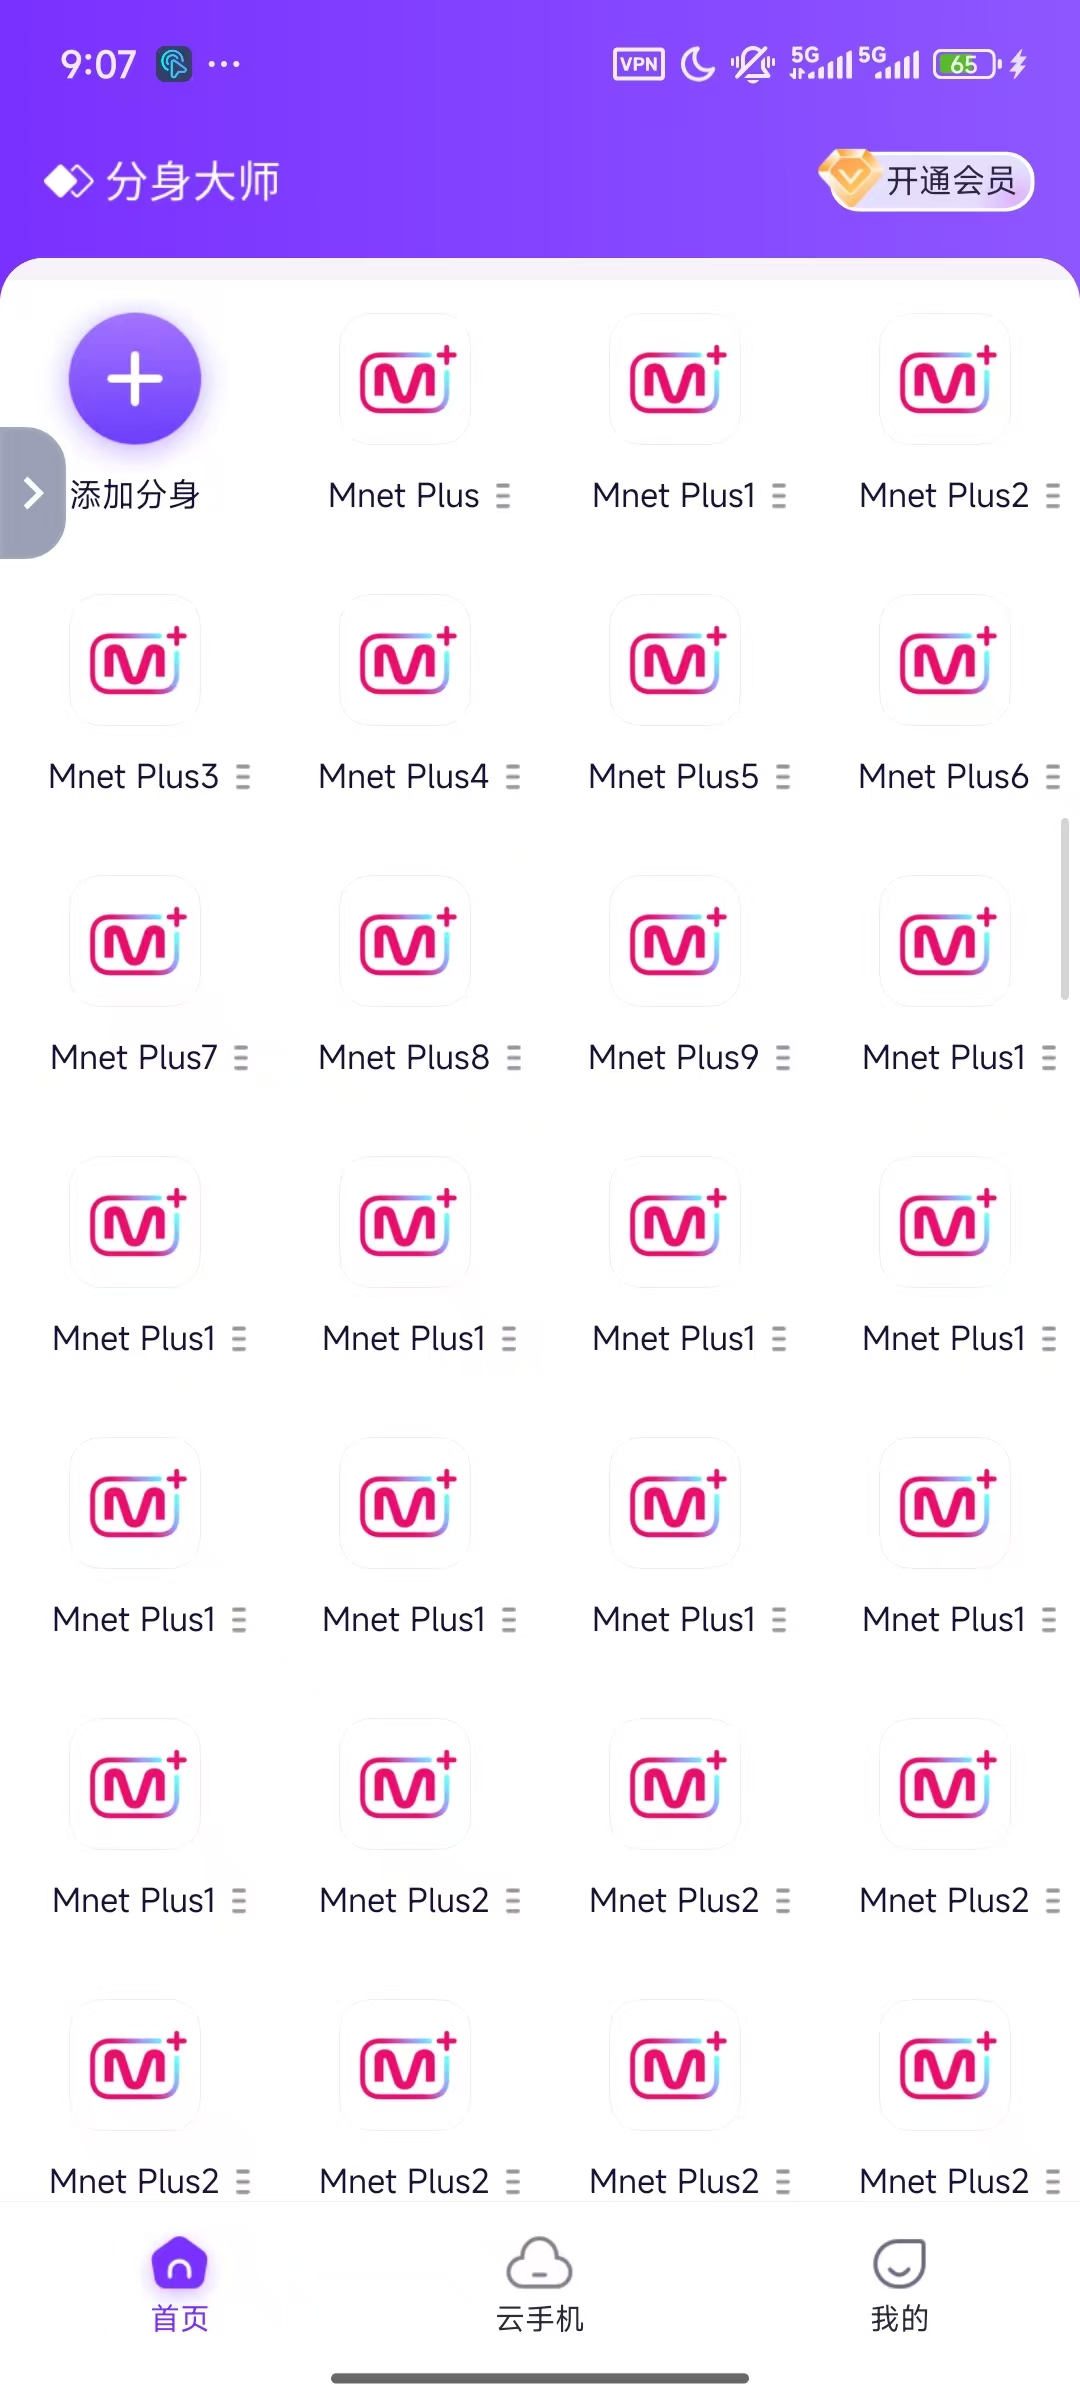 9:07 ... VPN 5G 5G 65
分身大师 开通会员
添加分身 Mnet Plus Mnet Plus1 Mnet Plus2
Mnet Plus3 Mnet Plus4 Mnet Plus5 Mnet Plus6
Mnet Plus7 Mnet Plus8 Mnet Plus9 Mnet Plus1
Mnet Plus1 Mnet Plus1 Mnet Plus1 Mnet Plus1
Mnet Plus1 Mnet Plus1 Mnet Plus1 Mnet Plus1
Mnet Plus1 Mnet Plus2 Mnet Plus2 Mnet Plus2
Mnet Plus2 Mnet Plus2 Mnet Plus2 Mnet Plus2
首页 云手机 我的